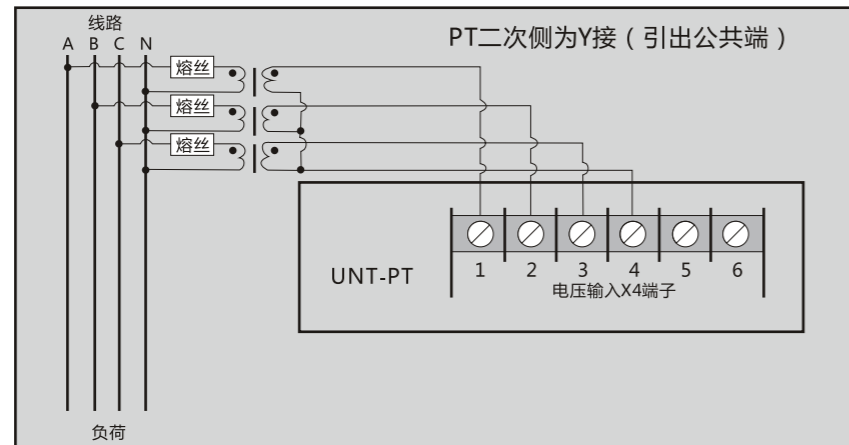 PT二次侧为Y接（引出公共端）
线路
A B C N
熔丝
熔丝
熔丝
UNT-PT
1 2 3 4 5 6
电压输入X4端子
负荷